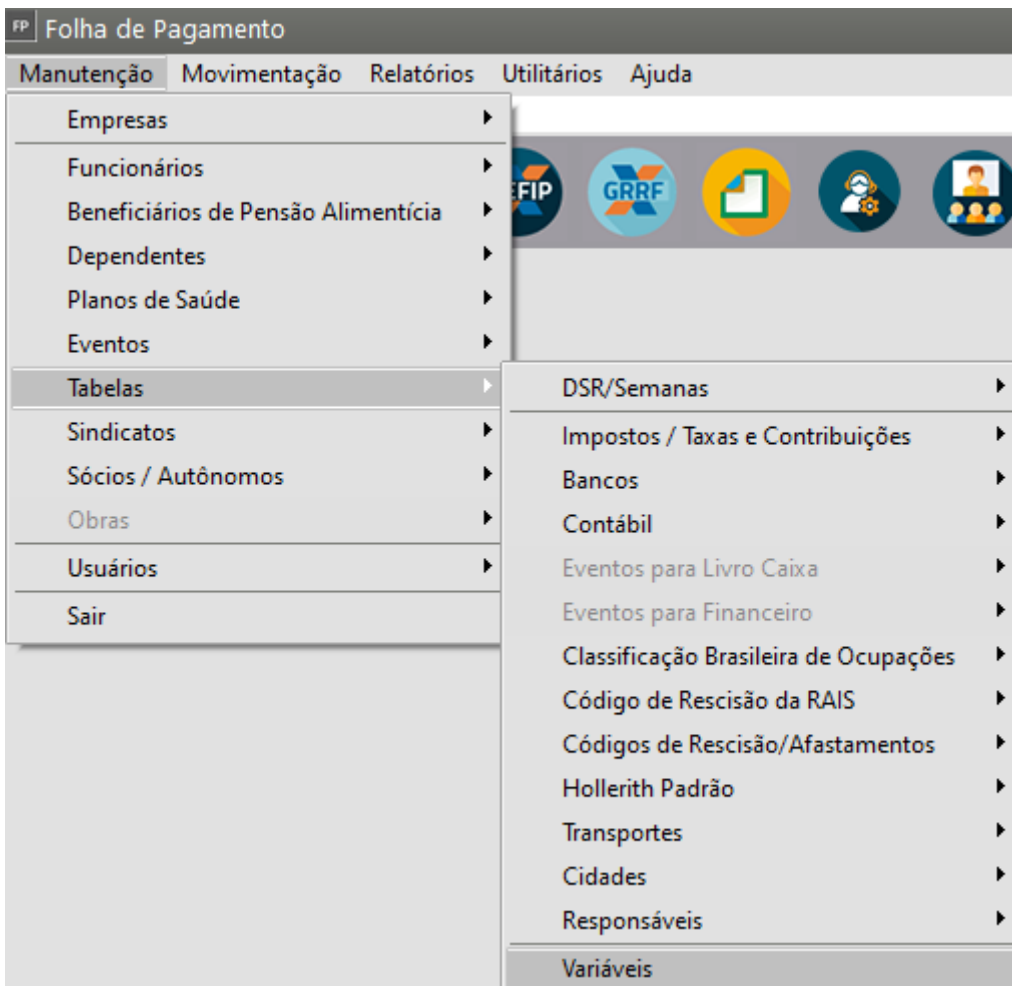 FP Folha de Pagamento
Manutenção Movimentação Relatórios Utilitários Ajuda
Empresas
Funcionários
Beneficiários de Pensão Alimentícia
Dependentes
Planos de Saúde
Eventos
Tabelas
Sindicatos
Sócios / Autônomos
Obras
Usuários
Sair
GRRF
DSR/Semanas
Impostos / Taxas e Contribuições
Bancos
Contábil
Eventos para Livro Caixa
Eventos para Financeiro
Classificação Brasileira de Ocupações
Código de Rescisão da RAIS
Códigos de Rescisão/Afastamentos
Hollerith Padrão
Transportes
Cidades
Responsáveis
Variáveis